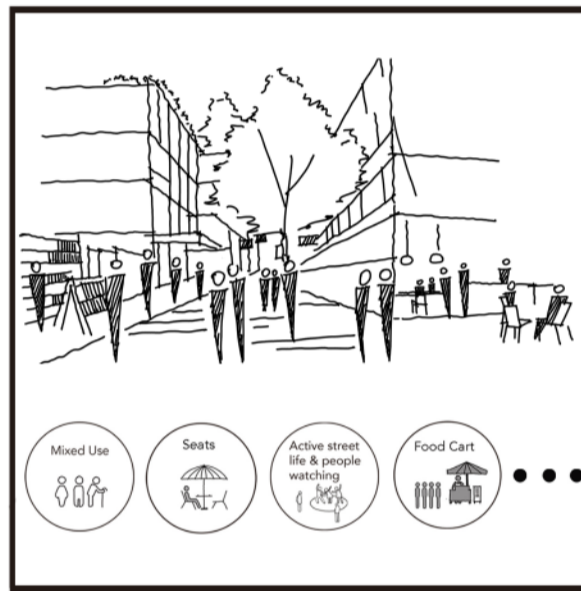 Mixed Use
Seats
Active street
life & people
watching
Food Cart